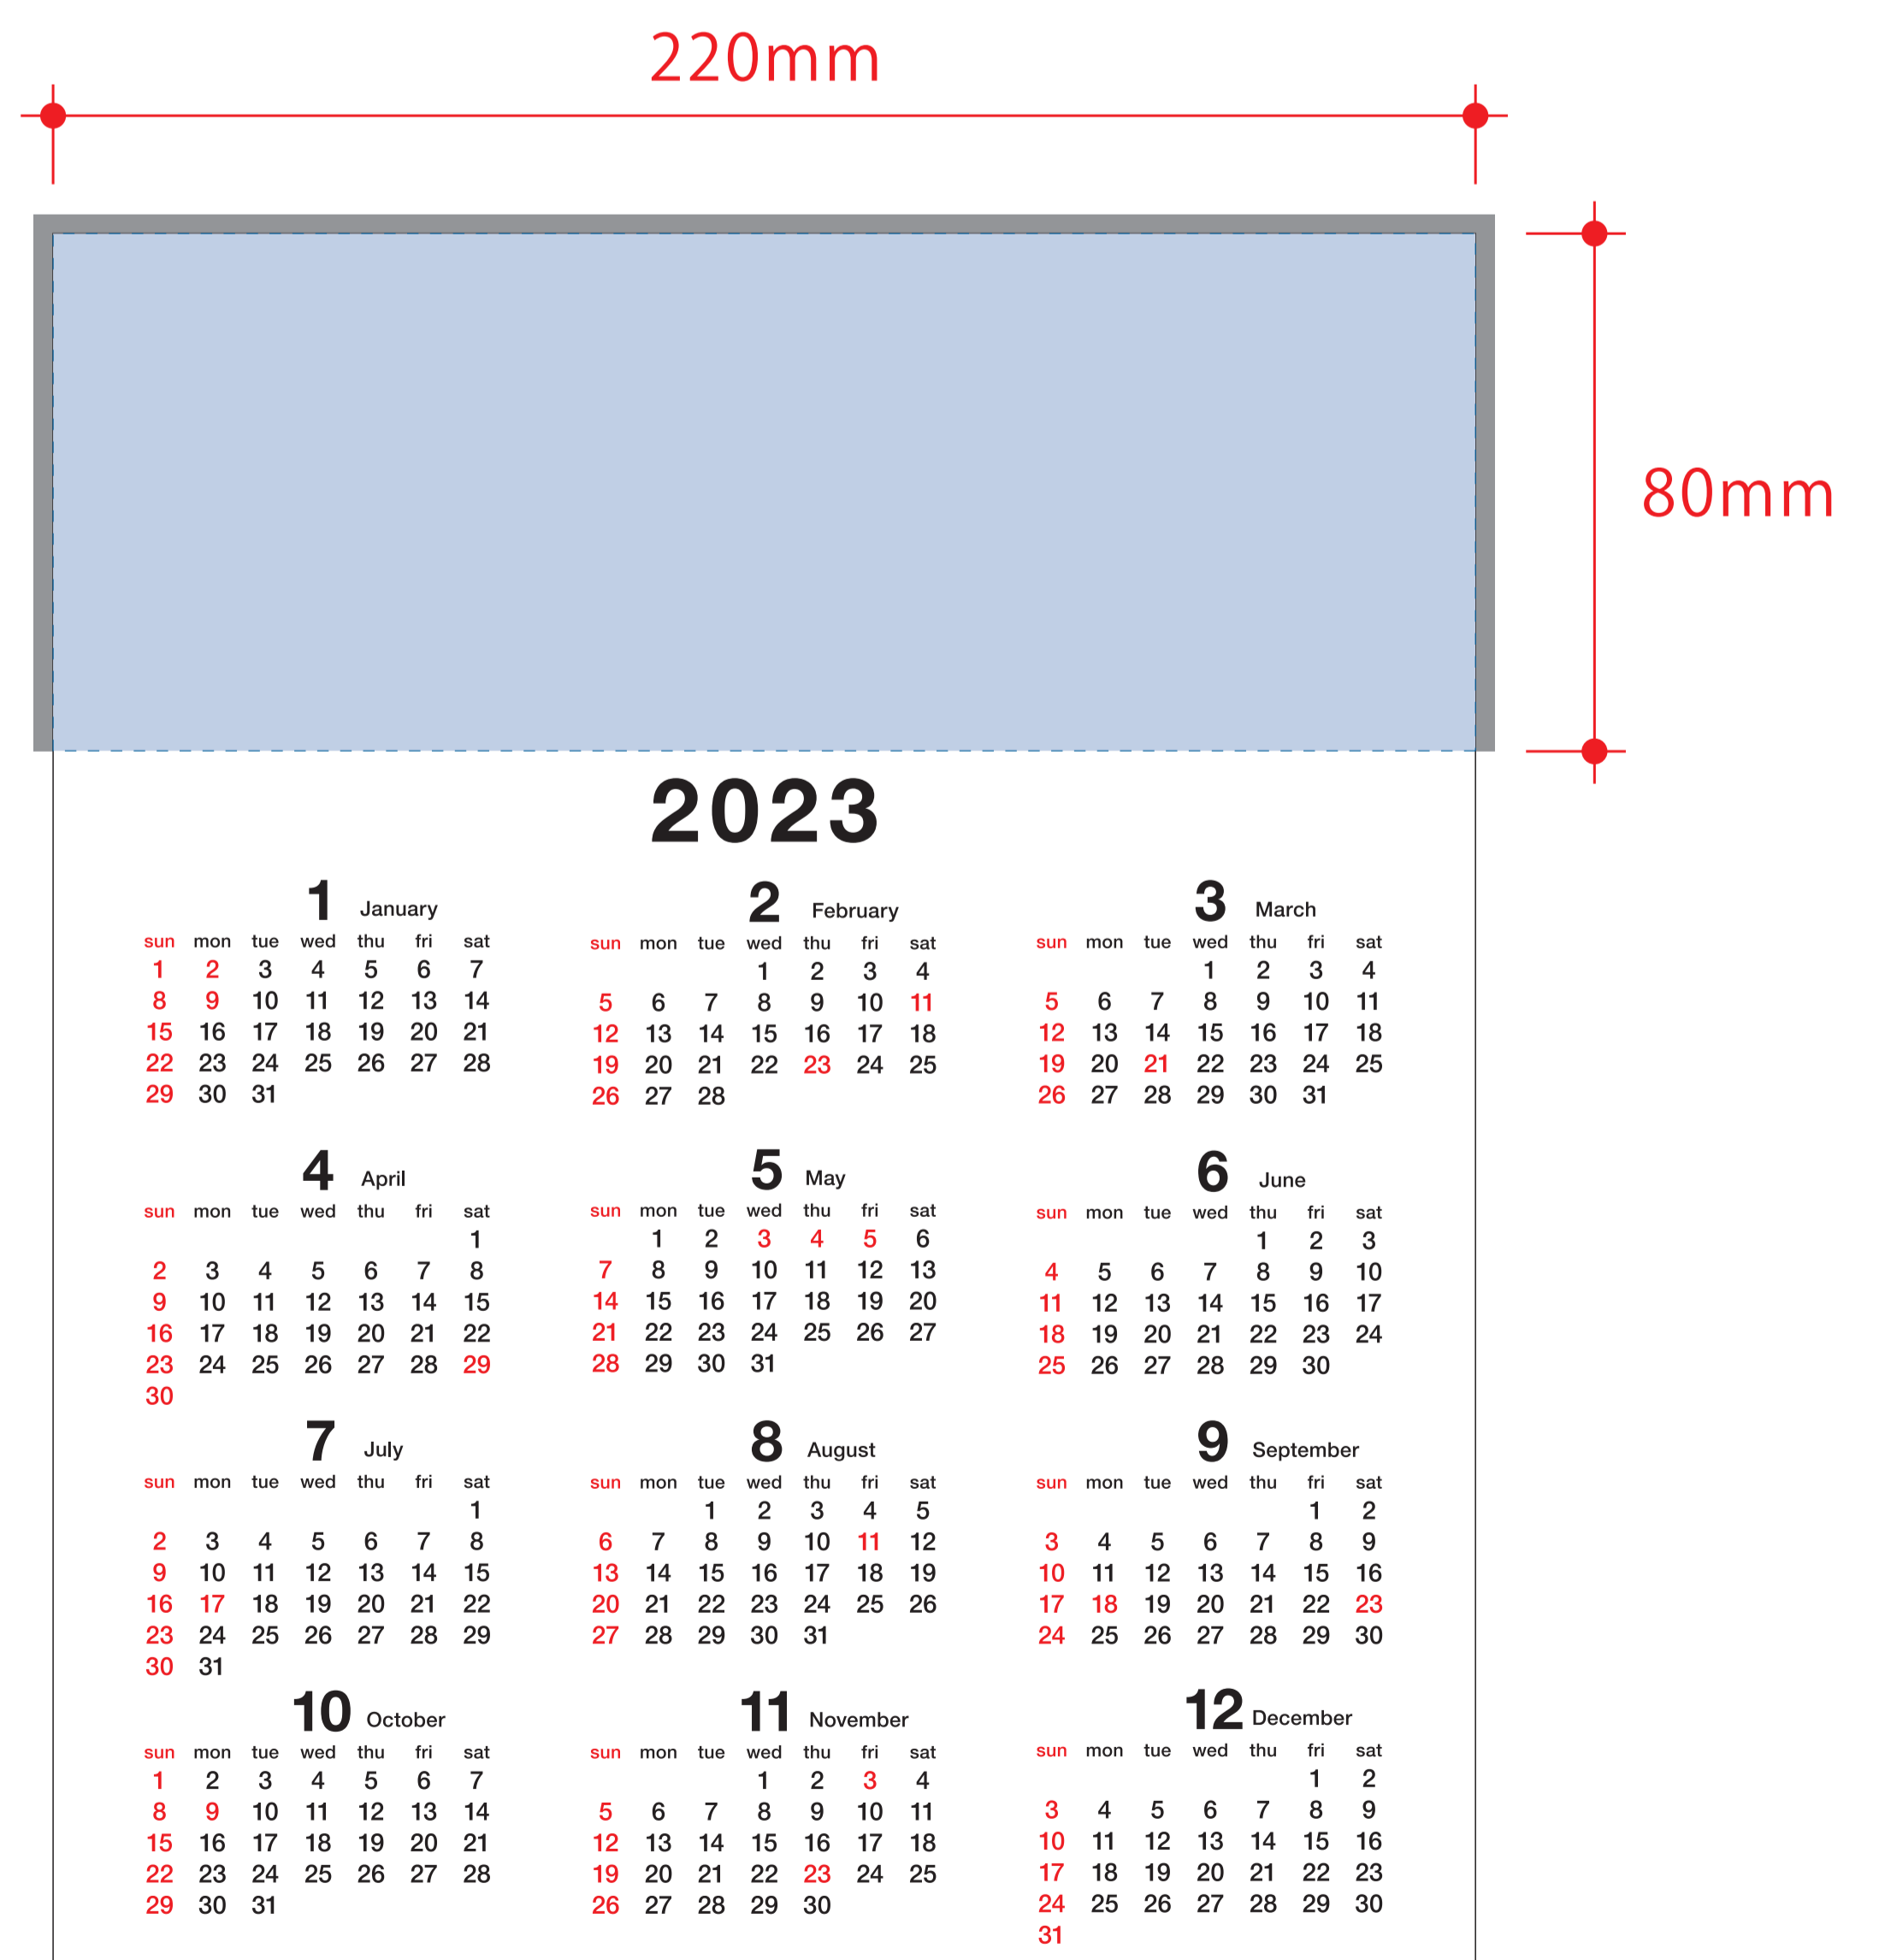 220mm
80mm
2023
1 January
sun mon tue wed thu fri sat
1 2 3 4 5 6 7
8 9 10 11 12 13 14
15 16 17 18 19 20 21
22 23 24 25 26 27 28
29 30 31
2 February
sun mon tue wed thu fri sat
1 2 3 4
5 6 7 8 9 10 11
12 13 14 15 16 17 18
19 20 21 22 23 24 25
26 27 28
3 March
sun mon tue wed thu fri sat
1 2 3 4
5 6 7 8 9 10 11
12 13 14 15 16 17 18
19 20 21 22 23 24 25
26 27 28 29 30 31
4 April
sun mon tue wed thu fri sat
1
2 3 4 5 6 7 8
9 10 11 12 13 14 15
16 17 18 19 20 21 22
23 24 25 26 27 28 29
30
5 May
sun mon tue wed thu fri sat
1 2 3 4 5 6
7 8 9 10 11 12 13
14 15 16 17 18 19 20
21 22 23 24 25 26 27
28 29 30 31
6 June
sun mon tue wed thu fri sat
1 2 3
4 5 6 7 8 9 10
11 12 13 14 15 16 17
18 19 20 21 22 23 24
25 26 27 28 29 30
7 July
sun mon tue wed thu fri sat
1
2 3 4 5 6 7 8
9 10 11 12 13 14 15
16 17 18 19 20 21 22
23 24 25 26 27 28 29
30 31
8 August
sun mon tue wed thu fri sat
1 2 3 4 5
6 7 8 9 10 11 12
13 14 15 16 17 18 19
20 21 22 23 24 25 26
27 28 29 30 31
9 September
sun mon tue wed thu fri sat
1 2
3 4 5 6 7 8 9
10 11 12 13 14 15 16
17 18 19 20 21 22 23
24 25 26 27 28 29 30
10 October
sun mon tue wed thu fri sat
1 2 3 4 5 6 7
8 9 10 11 12 13 14
15 16 17 18 19 20 21
22 23 24 25 26 27 28
29 30 31
11 November
sun mon tue wed thu fri sat
1 2 3 4
5 6 7 8 9 10 11
12 13 14 15 16 17 18
19 20 21 22 23 24 25
26 27 28 29 30
12 December
sun mon tue wed thu fri sat
1 2
3 4 5 6 7 8 9
10 11 12 13 14 15 16
17 18 19 20 21 22 23
24 25 26 27 28 29 30
31